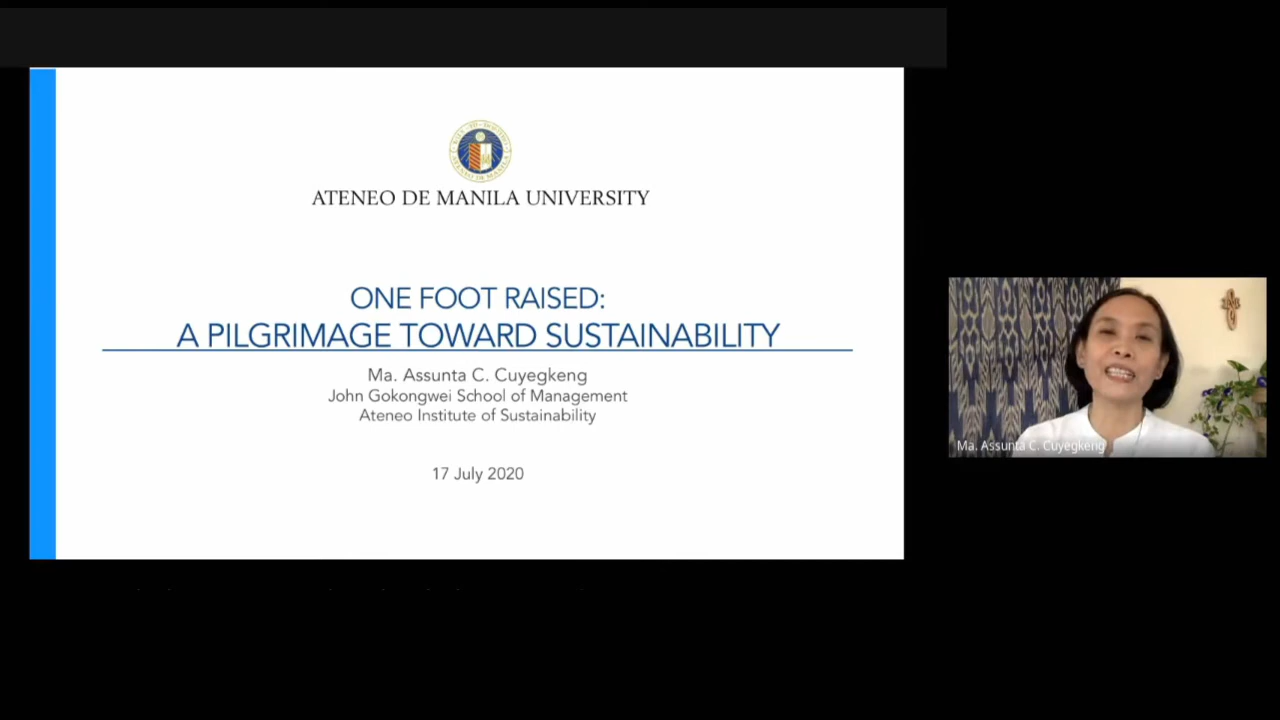 ATENEO DE MANILA UNIVERSITY
ONE FOOT RAISED:
A PILGRIMAGE TOWARD SUSTAINABILITY
Ma. Assunta C. Cuyegkeng
John Gokongwei School of Management
Ateneo Institute of Sustainability
17 July 2020
Ma. Assunta C. Cuyegkeng